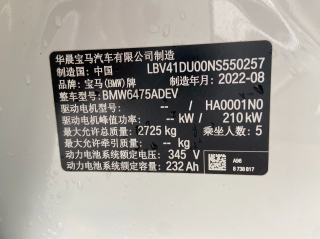 华晨宝马汽车有限公司制造
制造国：中国 LBV41DU00NS550257
品牌：宝马(BMW)牌 制造年月：2022-08
整车型号：BMW6475ADEV
驱动电机型号：-- HA0001N0
驱动电机峰值功率：-- kW // 210 kW
最大允许总质量：2725 kg 乘坐人数：5
最大允许牵引质量：-- kg
动力电池系统额定电压：345 V
动力电池系统额定容量：232 Ah
A96
8 738 817